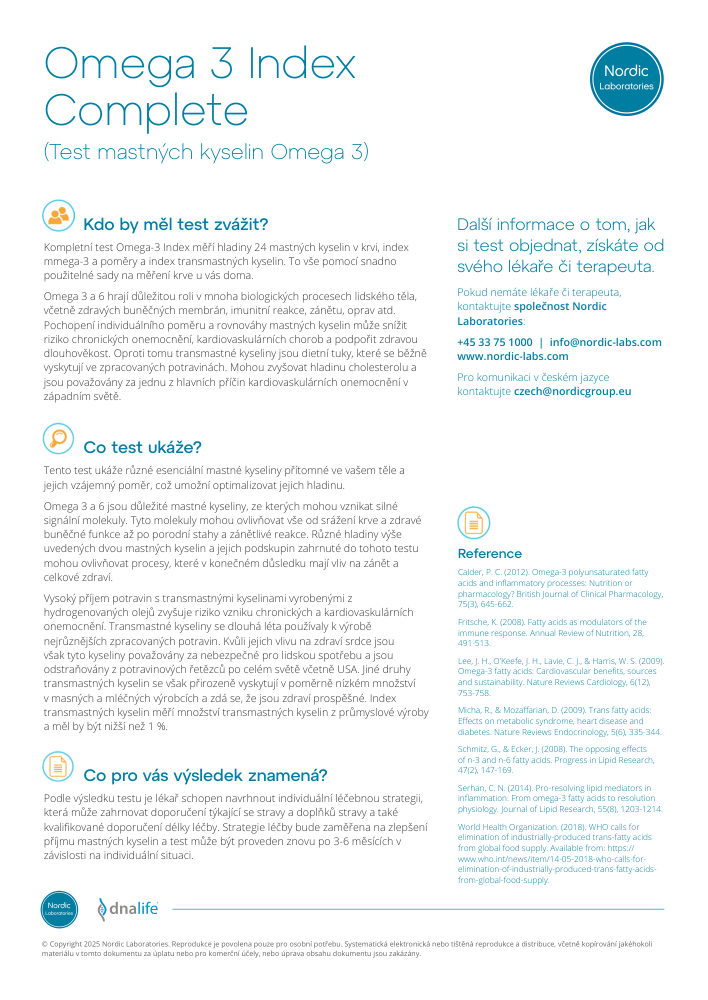 Omega 3 Index
Complete
(Test mastných kyselin Omega 3)
Nordic
Laboratories
Kdo by měl test zvážit?
Kompletní test Omega-3 Index měří hladiny 24 mastných kyselin v krvi, index
mmega-3 a poměry a index transmastných kyselin. To vše pomocí snadno
použitelné sady na měření krve u vás doma.
Omega 3 a 6 hrají důležitou roli v mnoha biologických procesech lidského těla,
včetně zdravých buněčných membrán, imunitní reakce, zánětu, oprav atd.
Pochopení individuálního poměru a rovnováhy mastných kyselin může snížit
riziko chronických onemocnění, kardiovaskulárních chorob a podpořit zdravou
dlouhověkost. Oproti tomu transmastné kyseliny jsou dietní tuky, které se běžně
vyskytují ve zpracovaných potravinách. Mohou zvyšovat hladinu cholesterolu a
jsou považovány za jednu z hlavních příčin kardiovaskulárních onemocnění v
západním světě.
Co test ukáže?
Tento test ukáže různé esenciální mastné kyseliny přítomné ve vašem těle a
jejich vzájemný poměr, což umožní optimalizovat jejich hladinu.
Omega 3 a 6 jsou důležité mastné kyseliny, ze kterých mohou vznikat silné
signální molekuly. Tyto molekuly mohou ovlivňovat vše od srážení krve a zdravé
buněčné funkce až po porodní stahy a zánětlivé reakce. Různé hladiny výše
uvedených dvou mastných kyselin a jejich podskupin zahrnuté do tohoto testu
mohou ovlivňovat procesy, které v konečném důsledku mají vliv na zánět a
celkové zdraví.
Vysoký příjem potravin s transmastnými kyselinami vyrobenými z
hydrogenovaných olejů zvyšuje riziko vzniku chronických a kardiovaskulárních
onemocnění. Transmastné kyseliny se dlouhá léta používaly k výrobě
nejrůznějších zpracovaných potravin. Kvůli jejich vlivu na zdraví srdce jsou
však tyto kyseliny považovány za nebezpečné pro lidskou spotřebu a jsou
odstraňovány z potravinových řetězců po celém světě včetně USA. Jiné druhy
transmastných kyselin se však přirozeně vyskytují v poměrně nízkém množství
v masných a mléčných výrobcích a zdá se, že jsou zdraví prospěšné. Index
transmastných kyselin měří množství transmastných kyselin z průmyslové výroby
a měl by být nižší než 1 %.
Co pro vás výsledek znamená?
Podle výsledku testu je lékař schopen navrhnout individuální léčebnou strategii,
která může zahrnovat doporučení týkající se stravy a doplňků stravy a také
kvalifikované doporučení délky léčby. Strategie léčby bude zaměřena na zlepšení
příjmu mastných kyselin a test může být proveden znovu po 3-6 měsících v
závislosti na individuální situaci.
Další informace o tom, jak
si test objednat, získáte od
svého lékaře či terapeuta.
Pokud nemáte lékaře či terapeuta,
kontaktujte společnost Nordic
Laboratories:
+45 33 75 1000 | info@nordic-labs.com
www.nordic-labs.com
Pro komunikaci v českém jazyce
kontaktujte czech@nordicgroup.eu
Reference
Calder, P. C. (2012). Omega-3 polyunsaturated fatty
acids and inflammatory processes: Nutrition or
pharmacology? British Journal of Clinical Pharmacology,
75(3), 645-662.
Fritsche, K. (2008). Fatty acids as modulators of the
immune response. Annual Review of Nutrition, 28,
491-513.
Lee, J. H., O'Keefe, J. H., Lavie, C. J., & Harris, W. S. (2009).
Omega-3 fatty acids: Cardiovascular benefits, sources
and sustainability. Nature Reviews Cardiology, 6(12),
753-758.
Micha, R., & Mozaffarian, D. (2009). Trans fatty acids:
Effects on metabolic syndrome, heart disease and
diabetes. Nature Reviews Endocrinology, 5(6), 335-344.
Schmitz, G., & Ecker, J. (2008). The opposing effects
of n-3 and n-6 fatty acids. Progress in Lipid Research,
47(2), 147-169.
Serhan, C. N. (2014). Pro-resolving lipid mediators in
inflammation: From omega-3 fatty acids to resolution
physiology. Journal of Lipid Research, 55(8), 1203-1214.
World Health Organization. (2018). WHO calls for
elimination of industrially-produced trans-fatty acids
from global food supply. Available from: https://
www.who.int/news/item/14-05-2018-who-calls-for-
elimination-of-industrially-produced-trans-fatty-acids-
from-global-food-supply.
Nordic
Laboratories
dnalife
© Copyright 2025 Nordic Laboratories. Reprodukce je povolena pouze pro osobní potřebu. Systematická elektronická nebo tištěná reprodukce a distribuce, včetně kopírování jakéhokoli
materiálu v tomto dokumentu za úplatu nebo pro komerční účely, nebo úprava obsahu dokumentu jsou zakázány.